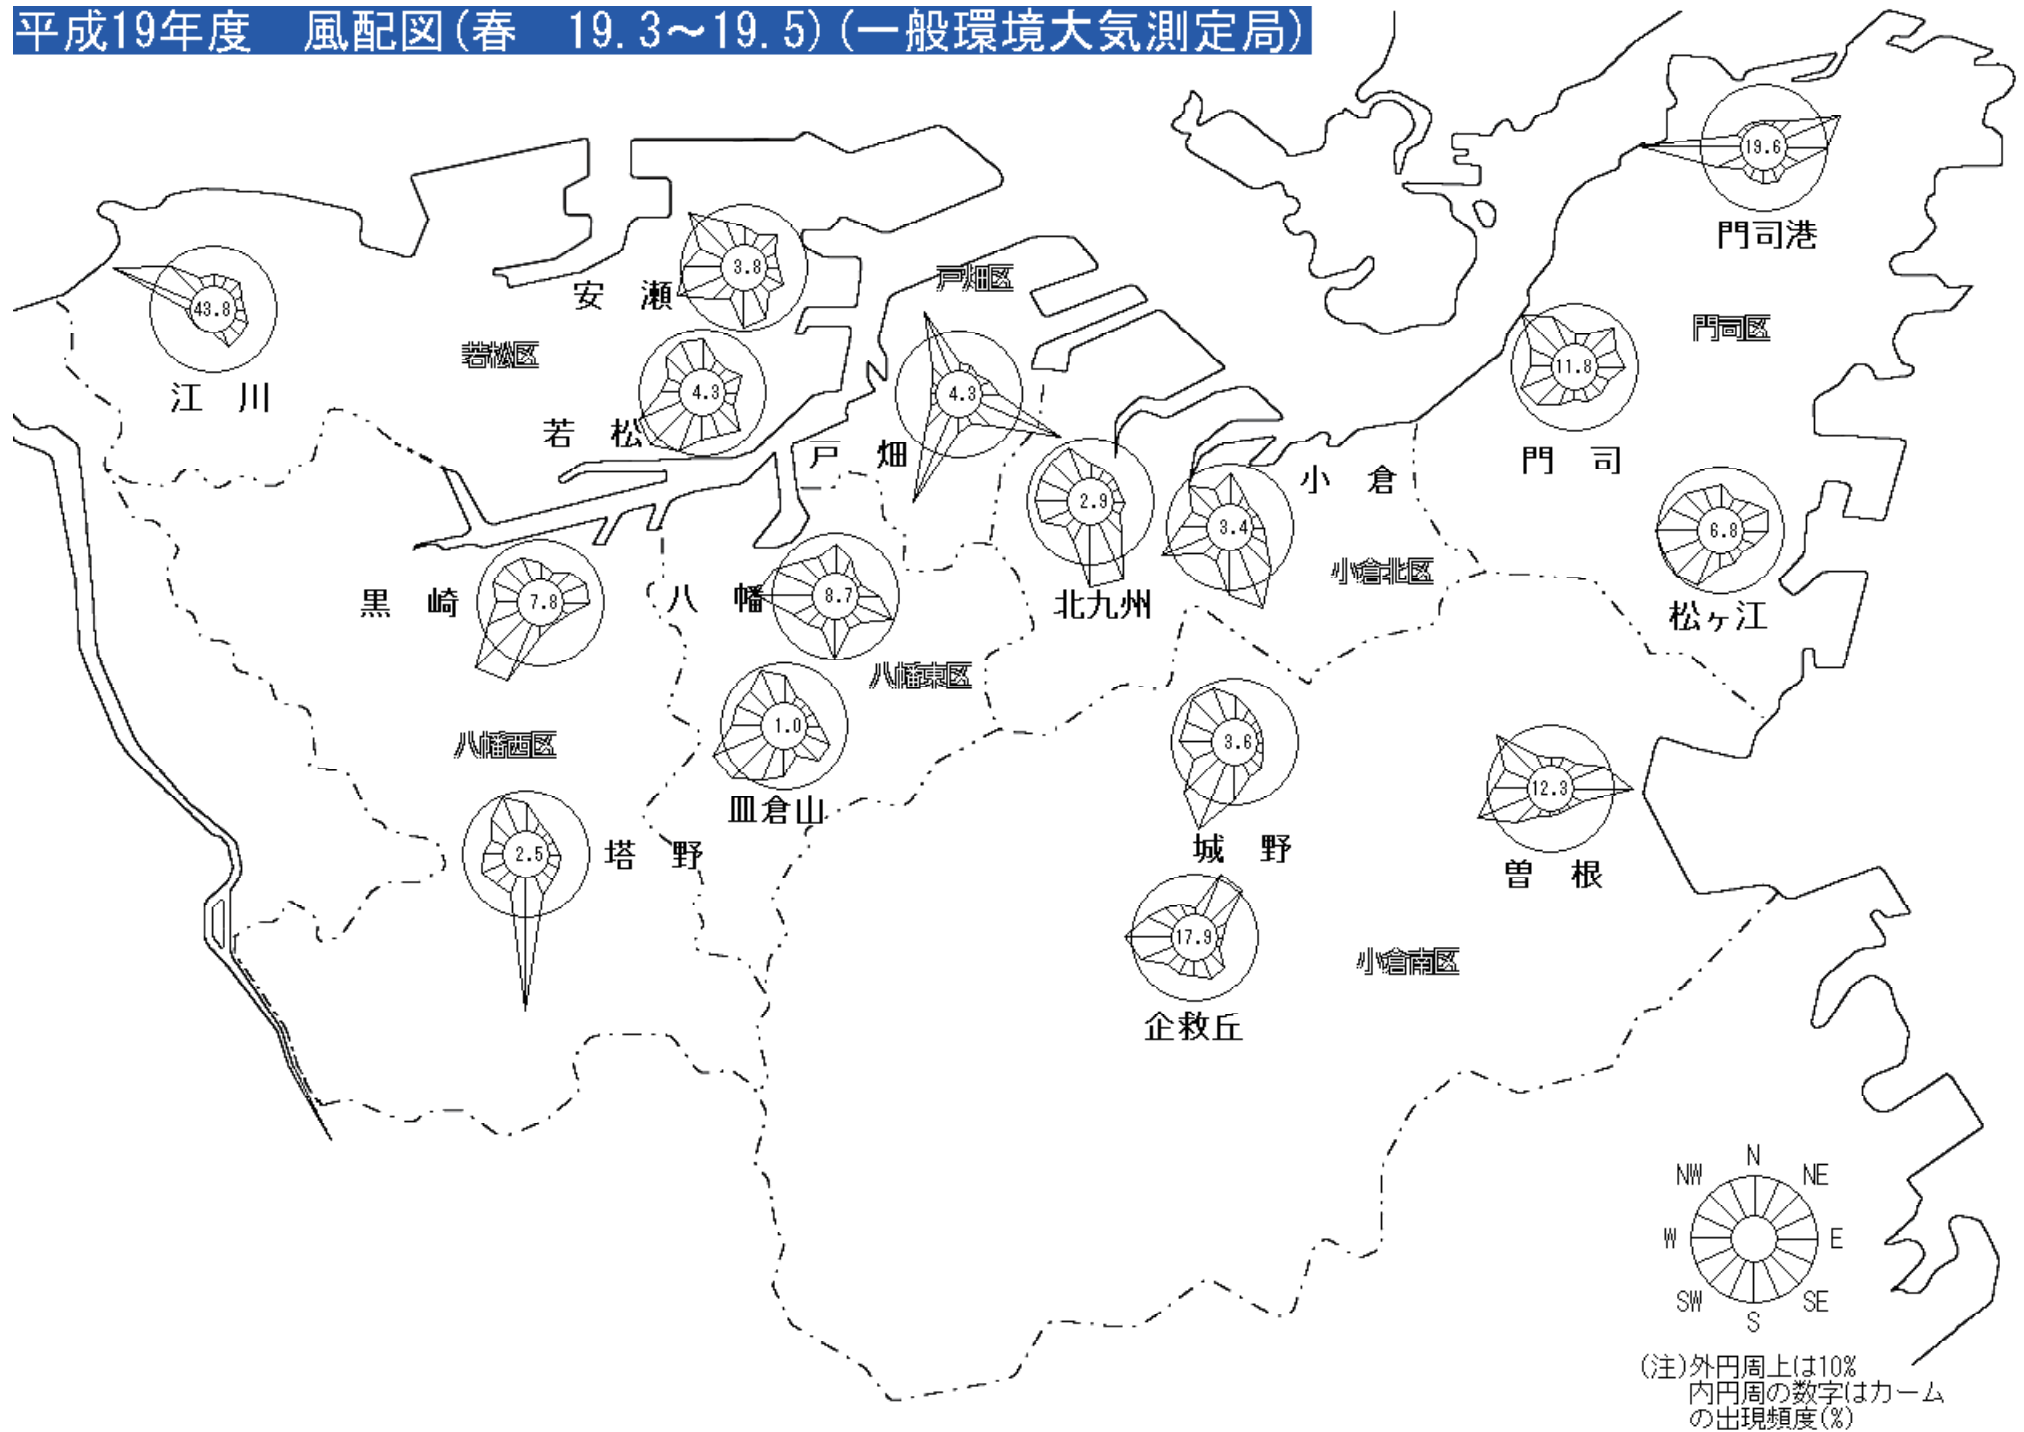 平成19年度　風配図(春　19.3～19.5)(一般環境大気測定局)
19.6
門司港
3.8
安　瀬
戸畑区
43.8
江　川
若松区
門司区
11.8
門　司
4.3
若　松
4.3
戸　畑
2.9
北九州
3.4
小　倉
6.8
松ヶ江
小倉北区
7.8
黒　崎
8.7
八　幡
八幡東区
1.0
皿倉山
八幡西区
3.6
城　野
12.3
曽　根
2.5
塔　野
17.9
企救丘
小倉南区
N
NW
NE
W
E
SW
SE
S
(注)外円周上は10%
内円周の数字はカーム
の出現頻度(%)